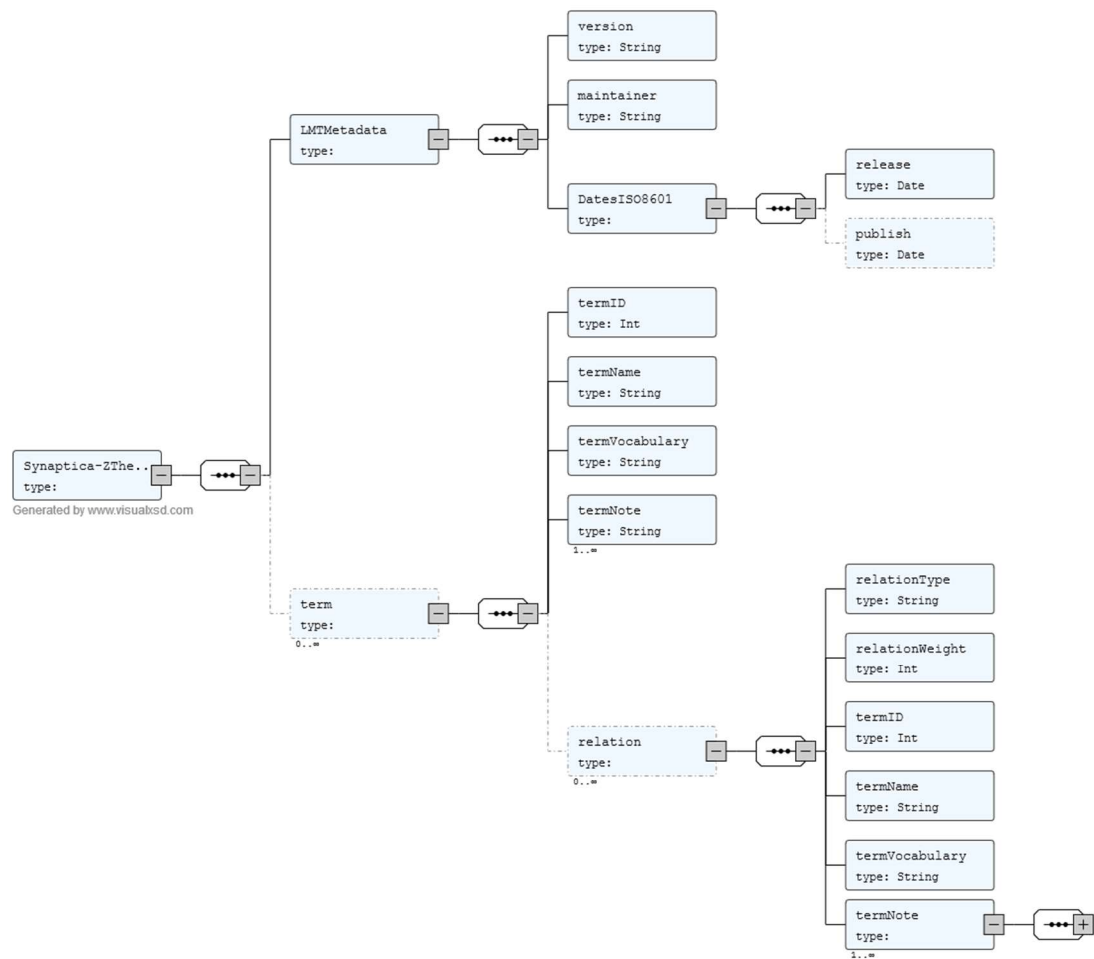 version
type: String
maintainer
type: String
LMTMetadata
type:
DatesISO8601
type:
release
type: Date
publish
type: Date
termID
type: Int
termName
type: String
termVocabulary
type: String
termNote
type: String
1..∞
Synaptica-ZThe..
type:
Generated by www.visualxsd.com
term
type:
0..∞
relation
type:
0..∞
relationType
type: String
relationWeight
type: Int
termID
type: Int
termName
type: String
termVocabulary
type: String
termNote
type:
1..∞